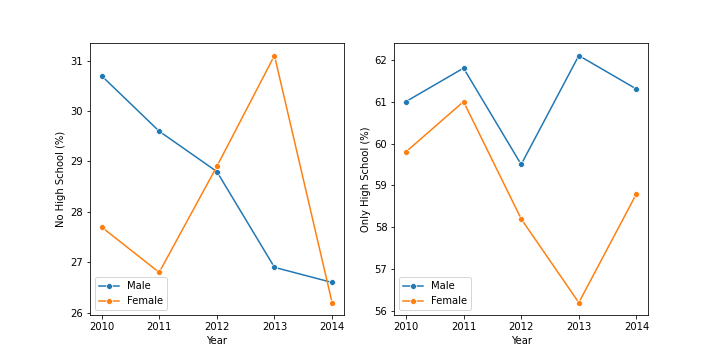 No High School (%)
31
30
29
28
27
26
2010 2011 2012 2013 2014
Year
Male
Female
Only High School (%)
62
61
60
59
58
57
56
2010 2011 2012 2013 2014
Year
Male
Female